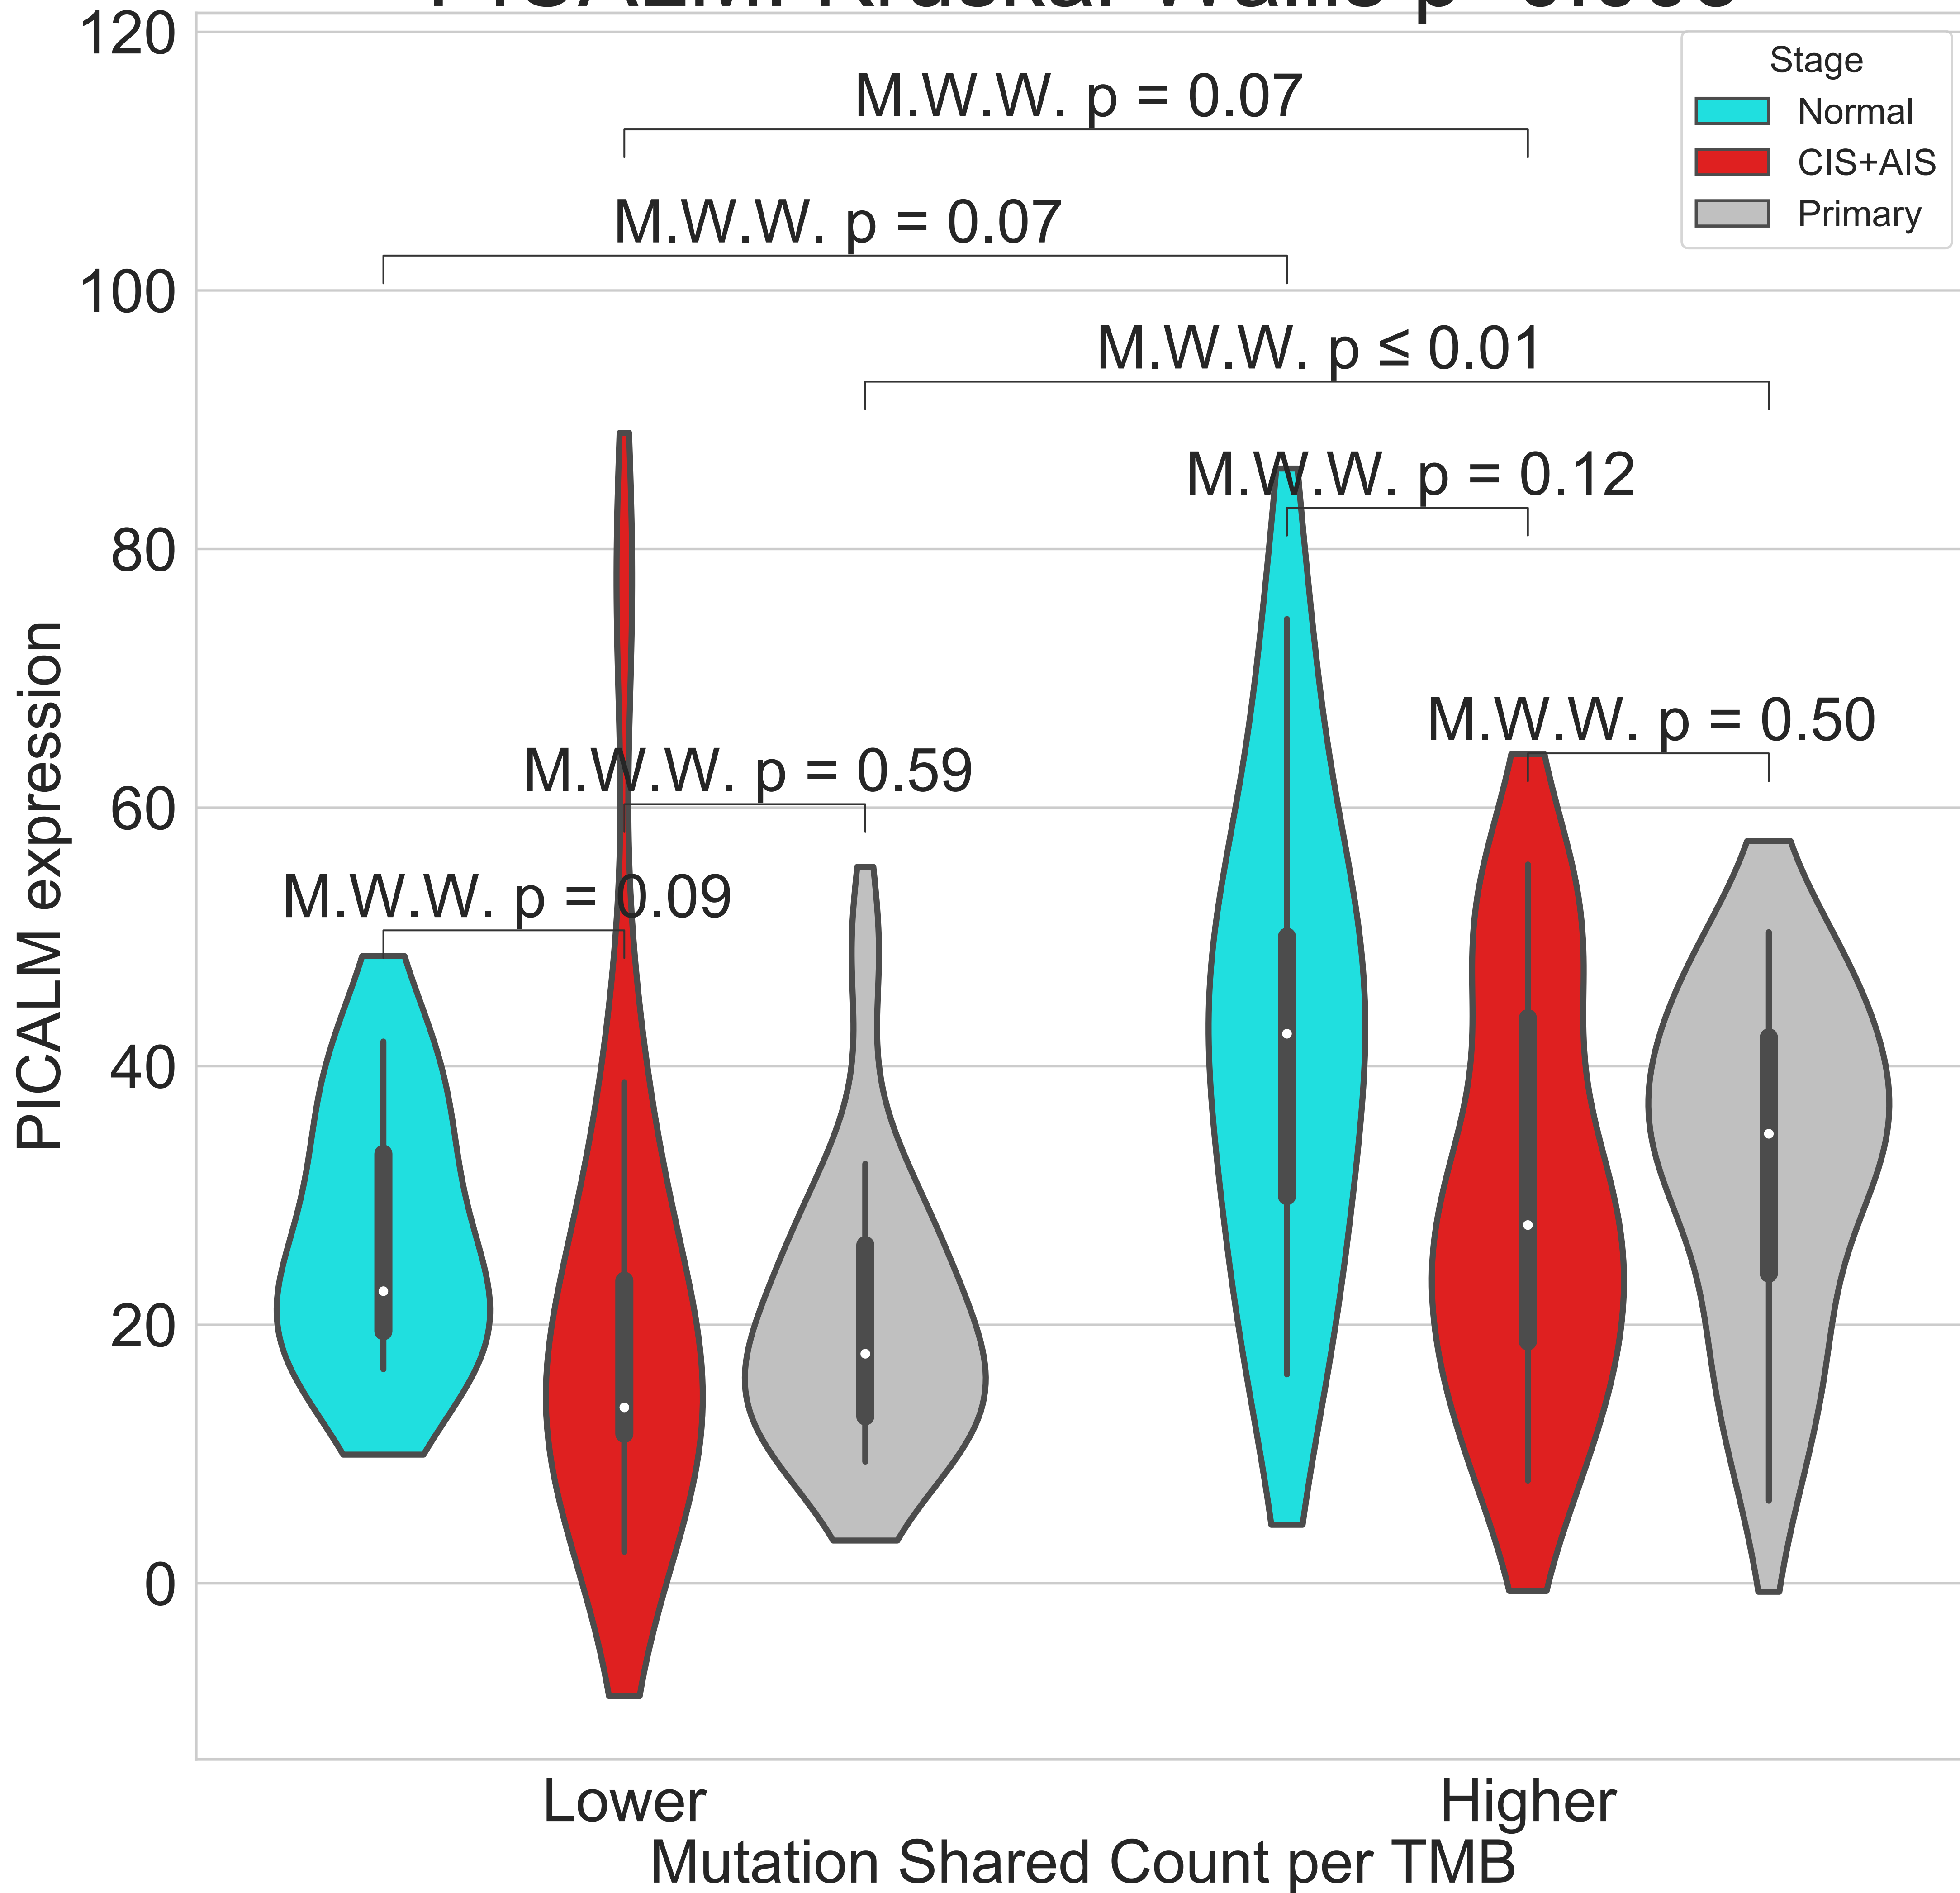 120
M.W.W. p = 0.07
Stage
Normal
CIS+AIS
Primary
M.W.W. p = 0.07
100
M.W.W. p ≤ 0.01
M.W.W. p = 0.12
80
M.W.W. p = 0.50
M.W.W. p = 0.59
60
M.W.W. p = 0.09
PICALM expression
40
20
0
Lower
Higher
Mutation Shared Count per TMB